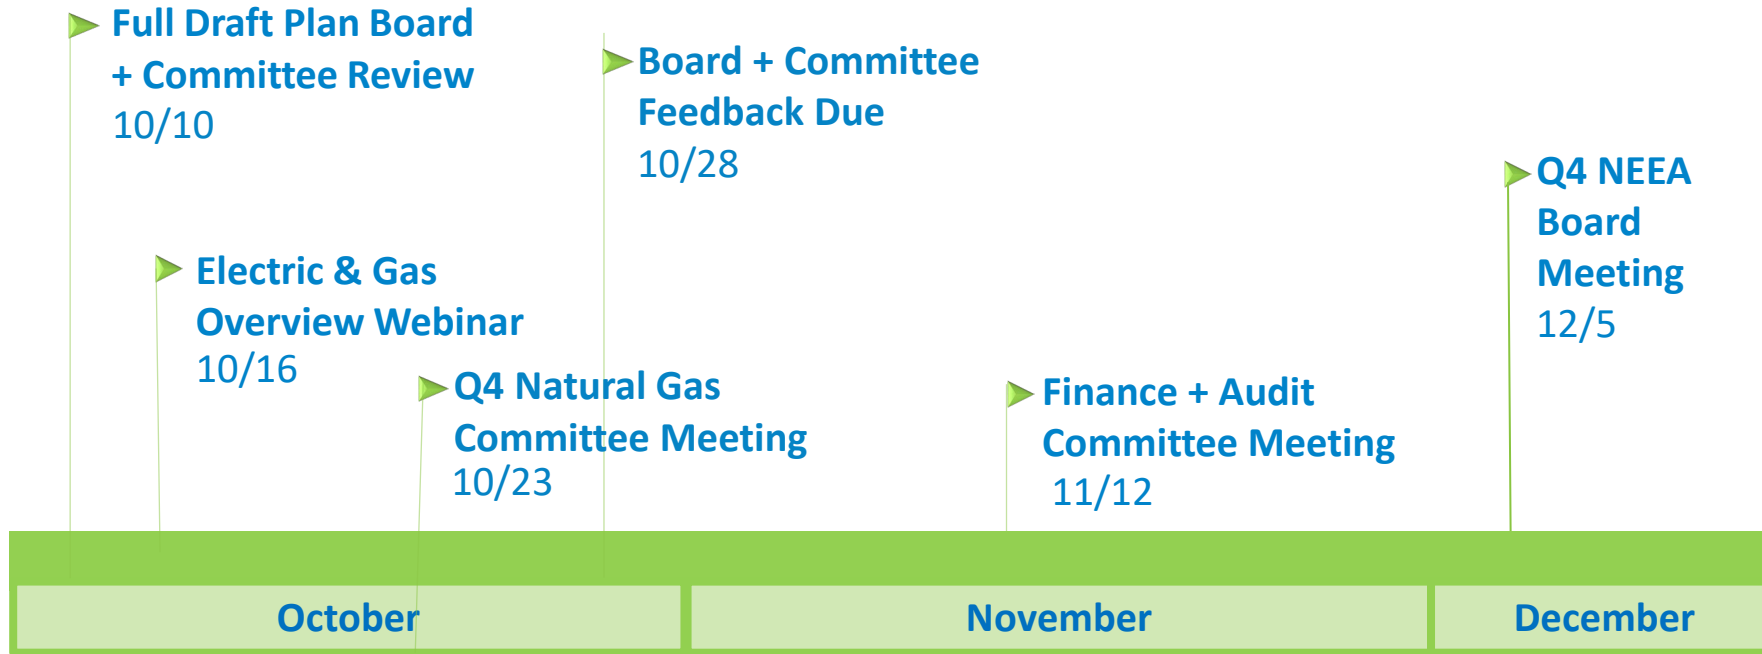 Full Draft Plan Board
+ Committee Review
10/10
Electric & Gas
Overview Webinar
10/16
Q4 Natural Gas
Committee Meeting
10/23
Board + Committee
Feedback Due
10/28
Finance + Audit
Committee Meeting
11/12
Q4 NEEA
Board
Meeting
12/5
October
November
December